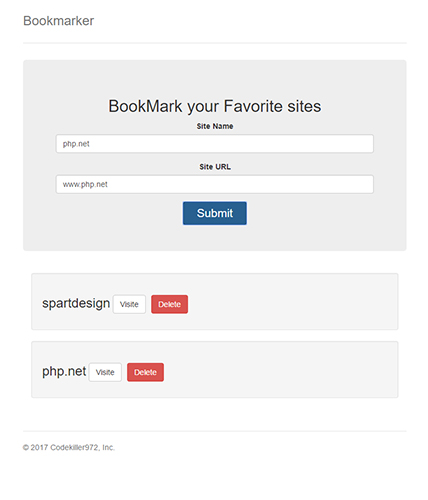 Bookmarker
BookMark your Favorite sites
Site Name
php.net
Site URL
www.php.net
Submit
spartdesign Visite Delete
php.net Visite Delete
© 2017 Codekiller972, Inc.